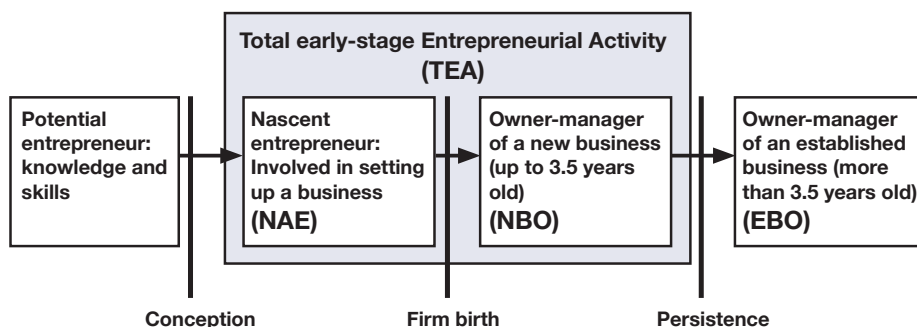 Total early-stage Entrepreneurial Activity
(TEA)
Potential
entrepreneur:
knowledge and
skills
Nascent
entrepreneur:
Involved in setting
up a business
(NAE)
Owner-manager
of a new business
(up to 3.5 years
old)
(NBO)
Owner-manager
of an established
business (more
than 3.5 years old)
(EBO)
Conception
Firm birth
Persistence